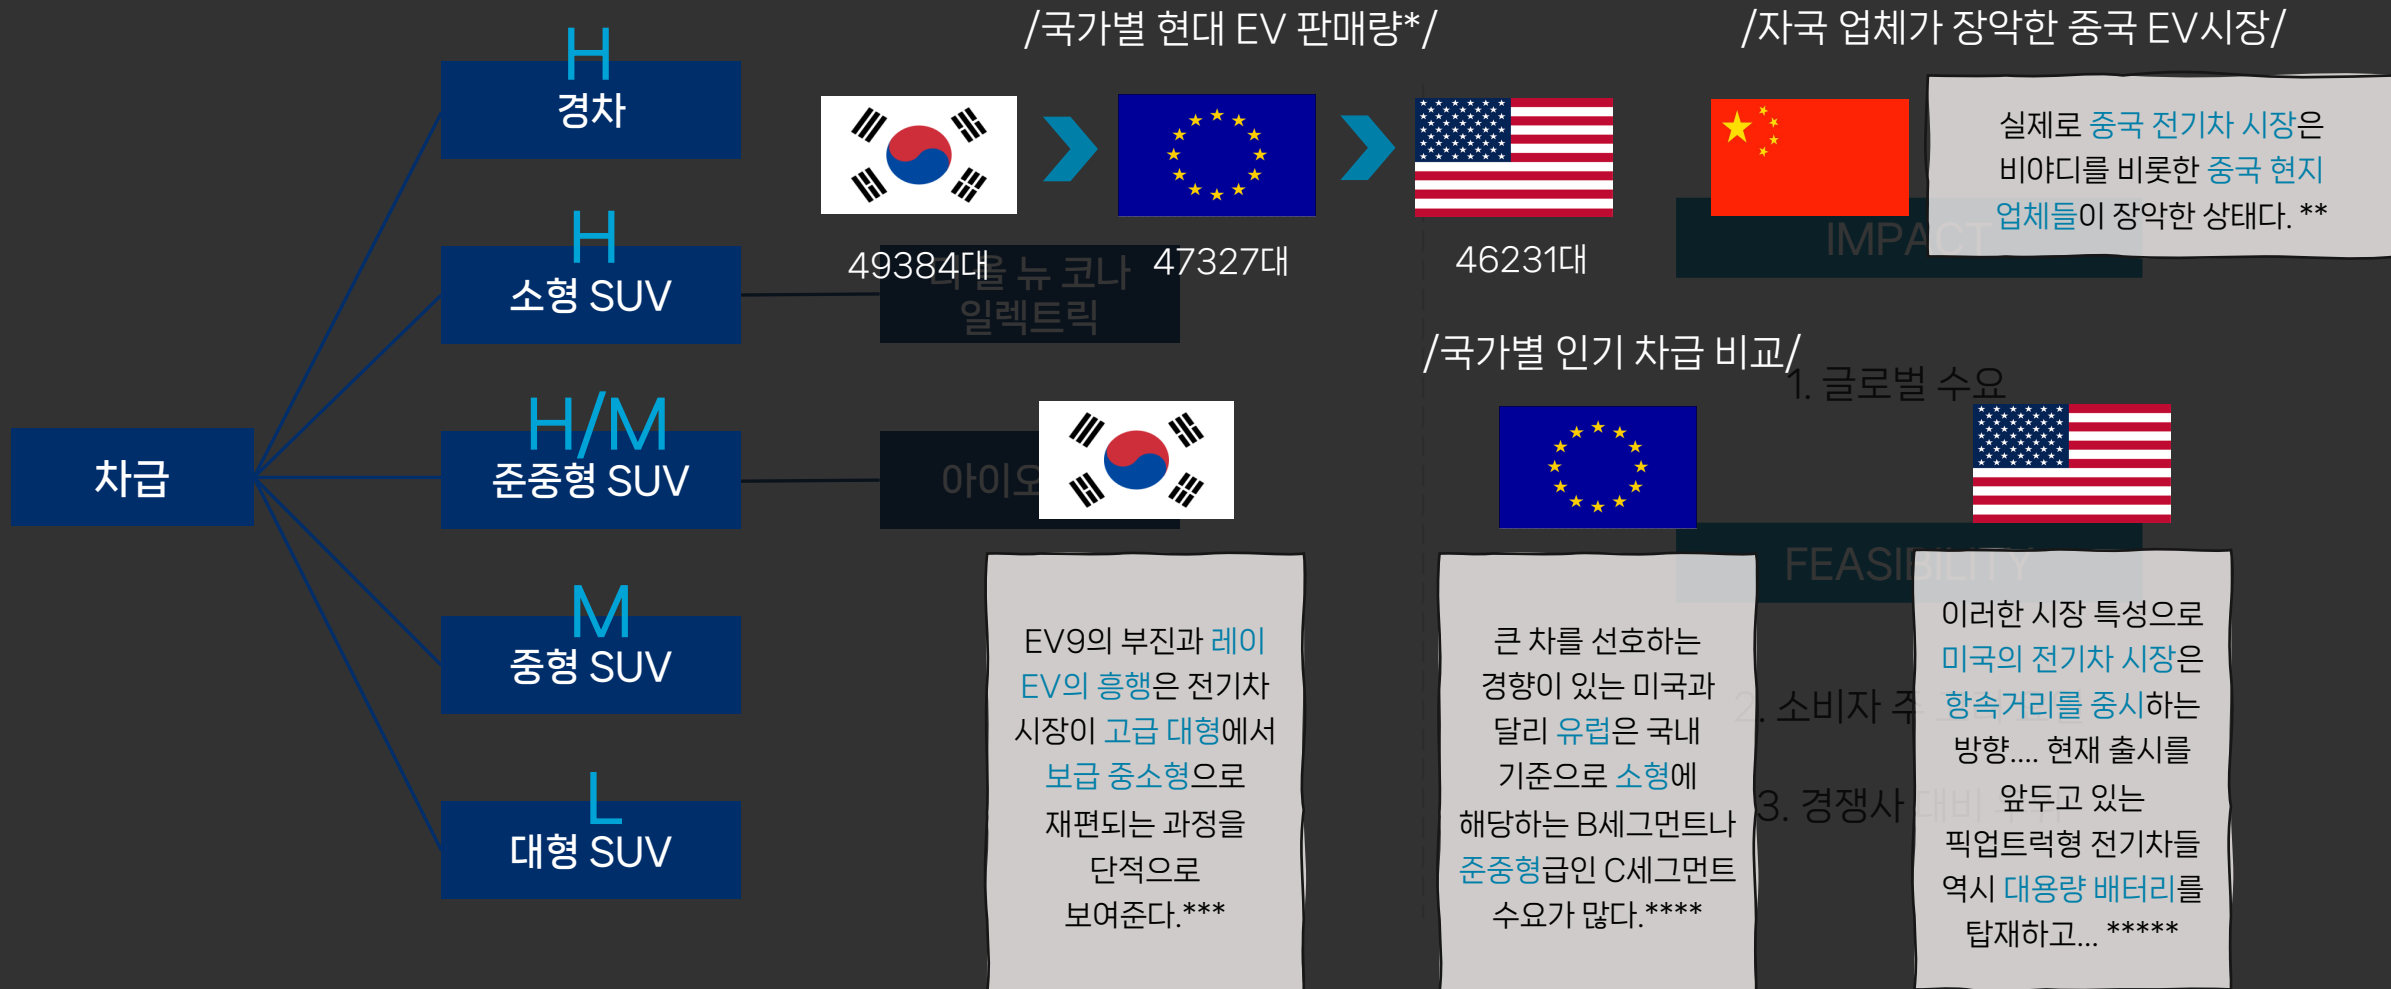 /국가별 현대 EV 판매량*/
/자국 업체가 장악한 중국 EV시장/
H
경차
실제로 중국 전기차 시장은
비야디를 비롯한 중국 현지
업체들이 장악한 상태다. **
IMPACT
H
소형 SUV
49384대
47327대
46231대
올 뉴 코나
일렉트릭
/국가별 인기 차급 비교/
1. 글로벌 수요
차급
H/M
준중형 SUV
FEASIBILITY
EV9의 부진과 레이
EV의 흥행은 전기차
시장이 고급 대형에서
보급 중소형으로
재편되는 과정을
단적으로
보여준다.***
큰 차를 선호하는
경향이 있는 미국과
달리 유럽은 국내
기준으로 소형에
해당하는 B세그먼트나
준중형급인 C세그먼트
수요가 많다.****
이러한 시장 특성으로
미국의 전기차 시장은
항속거리를 중시하는
방향.... 현재 출시를
앞두고 있는
픽업트럭형 전기차들
역시 대용량 배터리를
탑재하고... *****
M
중형 SUV
2. 소비자
3. 경쟁사 대비
L
대형 SUV